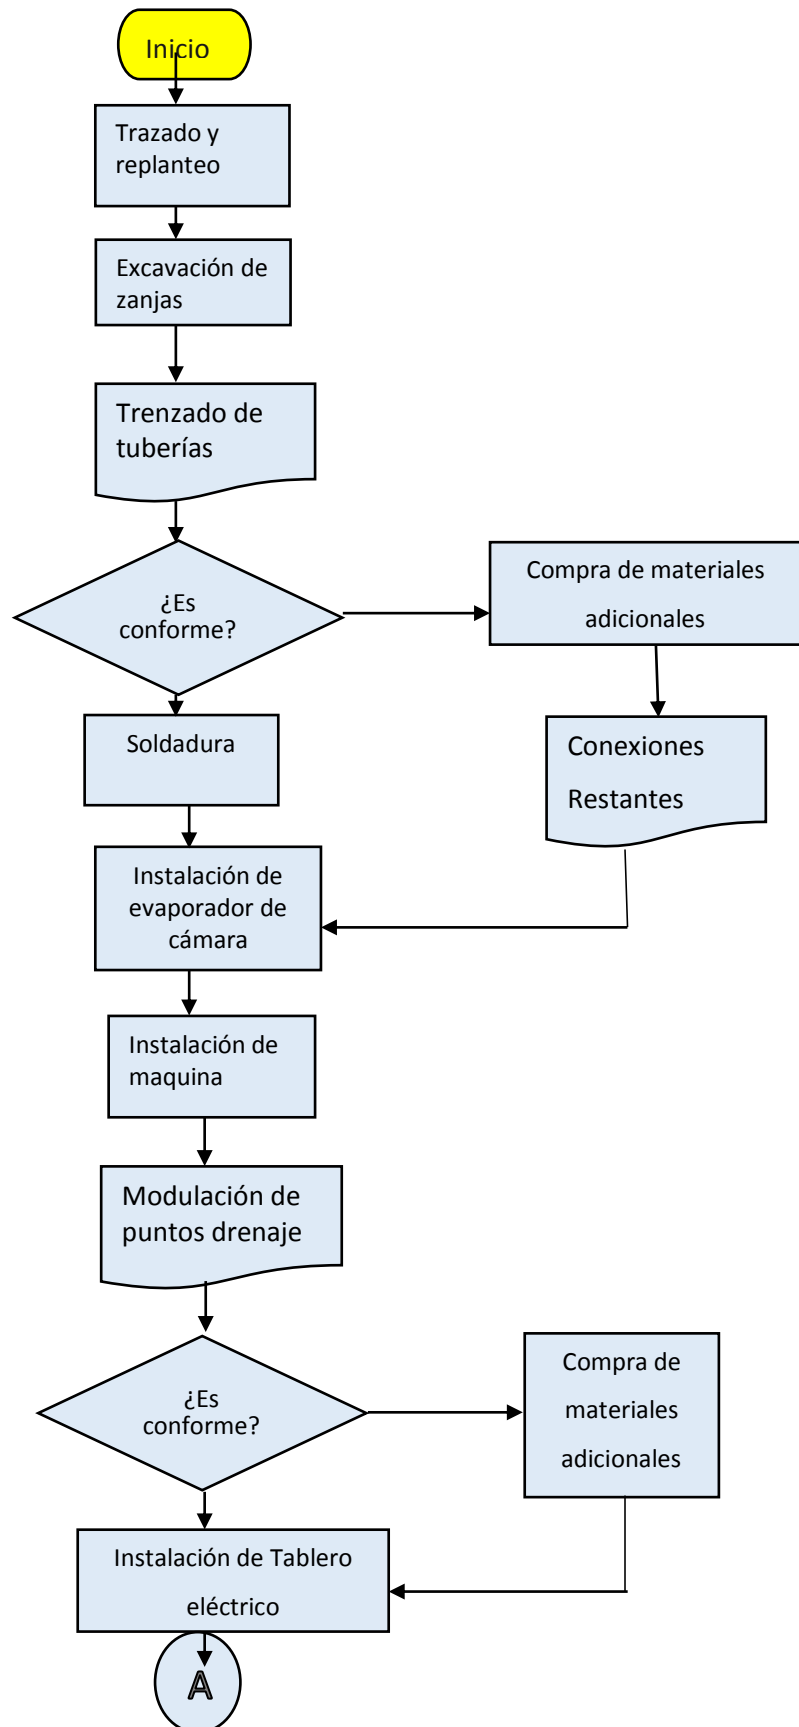 Inicio
Trazado y
replanteo
Excavación de
zanjas
Trenzado de
tuberías
¿Es
conforme?
Compra de materiales
adicionales
Soldadura
Conexiones
Restantes
Instalación de
evaporador de
cámara
Instalación de
maquina
Modulación de
puntos drenaje
¿Es
conforme?
Compra de
materiales
adicionales
Instalación de Tablero
eléctrico
A